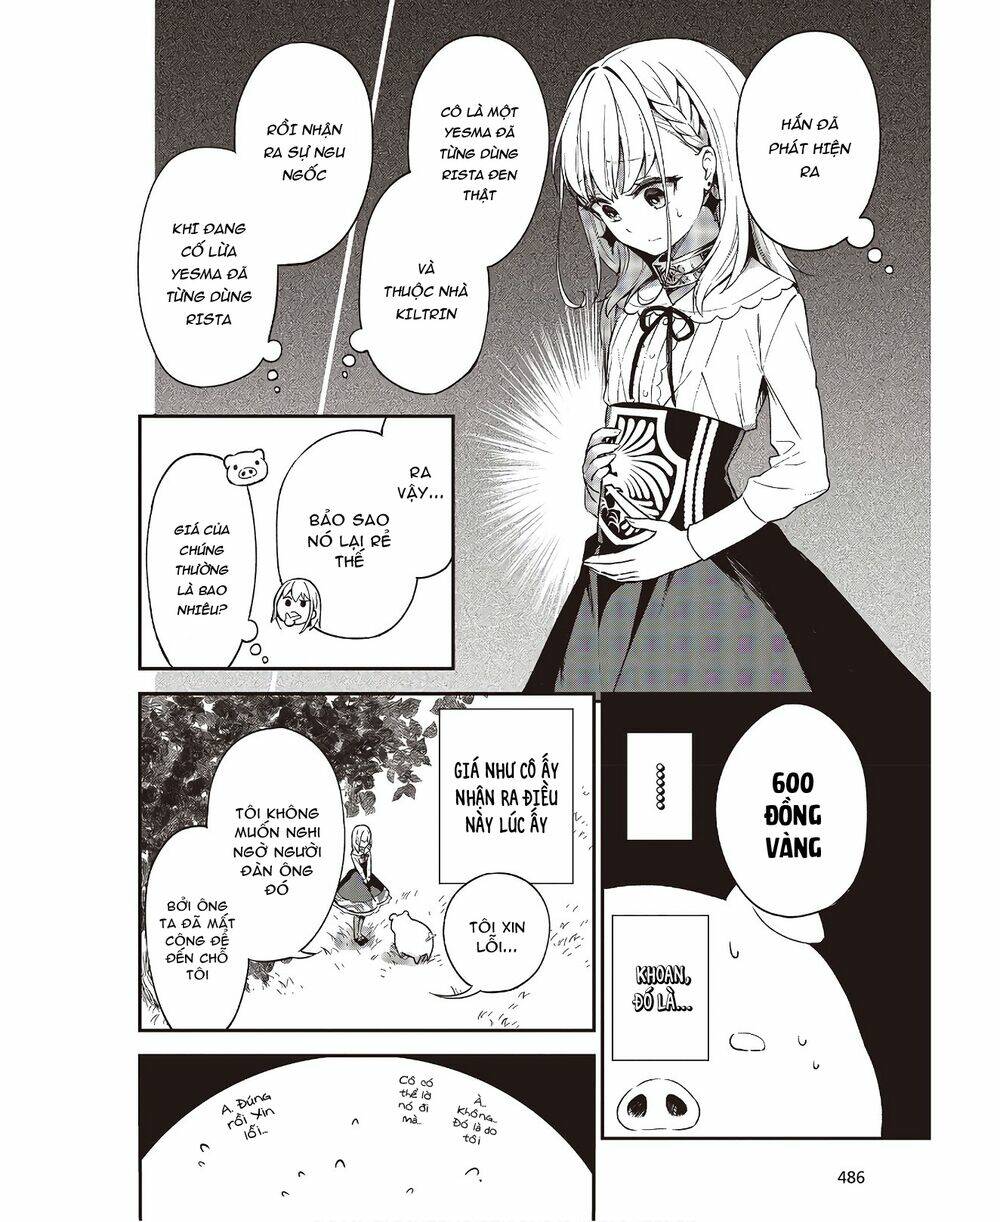 HẮN ĐÃ
PHÁT HIỆN
RA
CÔ LÀ MỘT
YESMA ĐÃ
TỪNG DÙNG
RISTA ĐEN
THẬT
VÀ
THUỘC NHÀ
KILTRIN
RỒI NHẬN
RA SỰ NGU
NGỐC
KHI ĐANG
CỐ LỪA
YESMA ĐÃ
TỪNG DÙNG
RISTA
RA
VẬY...
BẢO SAO
NÓ LẠI RẺ
THẾ
GIÁ CỦA
CHÚNG
THƯỜNG
LÀ BAO
NHIÊU?
600
ĐỒNG
VÀNG
.........
KHOAN,
ĐÓ LÀ...
GIÁ NHƯ CÔ ẤY
NHẬN RA ĐIỀU
NÀY LÚC ẤY
TÔI XIN
LỖI...
TÔI KHÔNG
MUỐN NGHI
NGỜ NGƯỜI
ĐÀN ÔNG
ĐÓ
BỞI ÔNG
TA ĐÃ MẤT
CÔNG ĐỂ
ĐẾN CHỖ
TÔI
À...
không...
Đó là do
tôi
Cô có
thể lờ
nó đi
mà...
A. Đúng
rồi xin
lỗi..
486